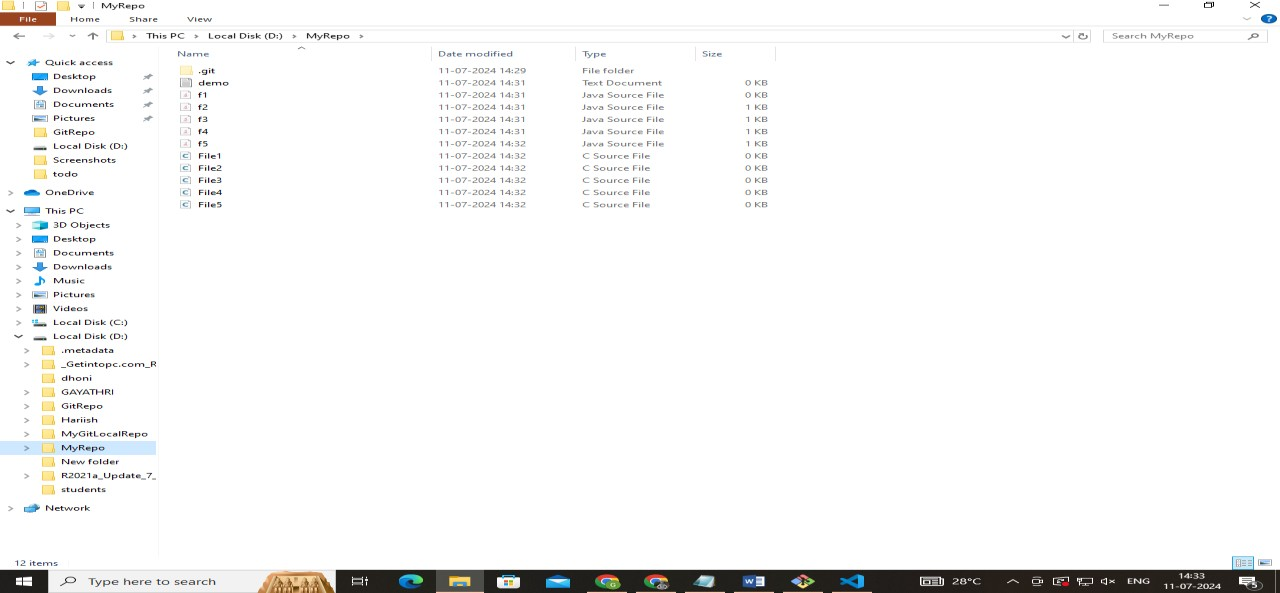 MyRepo
File Home Share View
This PC > Local Disk (D:) > MyRepo >
Search MyRepo
Name Date modified Type Size
.git 11-07-2024 14:29 File folder
demo 11-07-2024 14:31 Text Document 0 KB
f1 11-07-2024 14:31 Java Source File 0 KB
f2 11-07-2024 14:31 Java Source File 1 KB
f3 11-07-2024 14:31 Java Source File 1 KB
f4 11-07-2024 14:31 Java Source File 1 KB
f5 11-07-2024 14:32 Java Source File 1 KB
File1 11-07-2024 14:32 C Source File 0 KB
File2 11-07-2024 14:32 C Source File 0 KB
File3 11-07-2024 14:32 C Source File 0 KB
File4 11-07-2024 14:32 C Source File 0 KB
File5 11-07-2024 14:32 C Source File 0 KB
Quick access
Desktop
Downloads
Documents
Pictures
GitRepo
Local Disk (D:)
Screenshots
todo
OneDrive
This PC
3D Objects
Desktop
Documents
Downloads
Music
Pictures
Videos
Local Disk (C:)
Local Disk (D:)
.metadata
_Getintopc.com_R
dhoni
GAYATHRI
GitRepo
Hariish
MyGitLocalRepo
MyRepo
New folder
R2021a_Update_7_
students
Network
12 items
Type here to search
28°C
ENG
14:33
11-07-2024
5